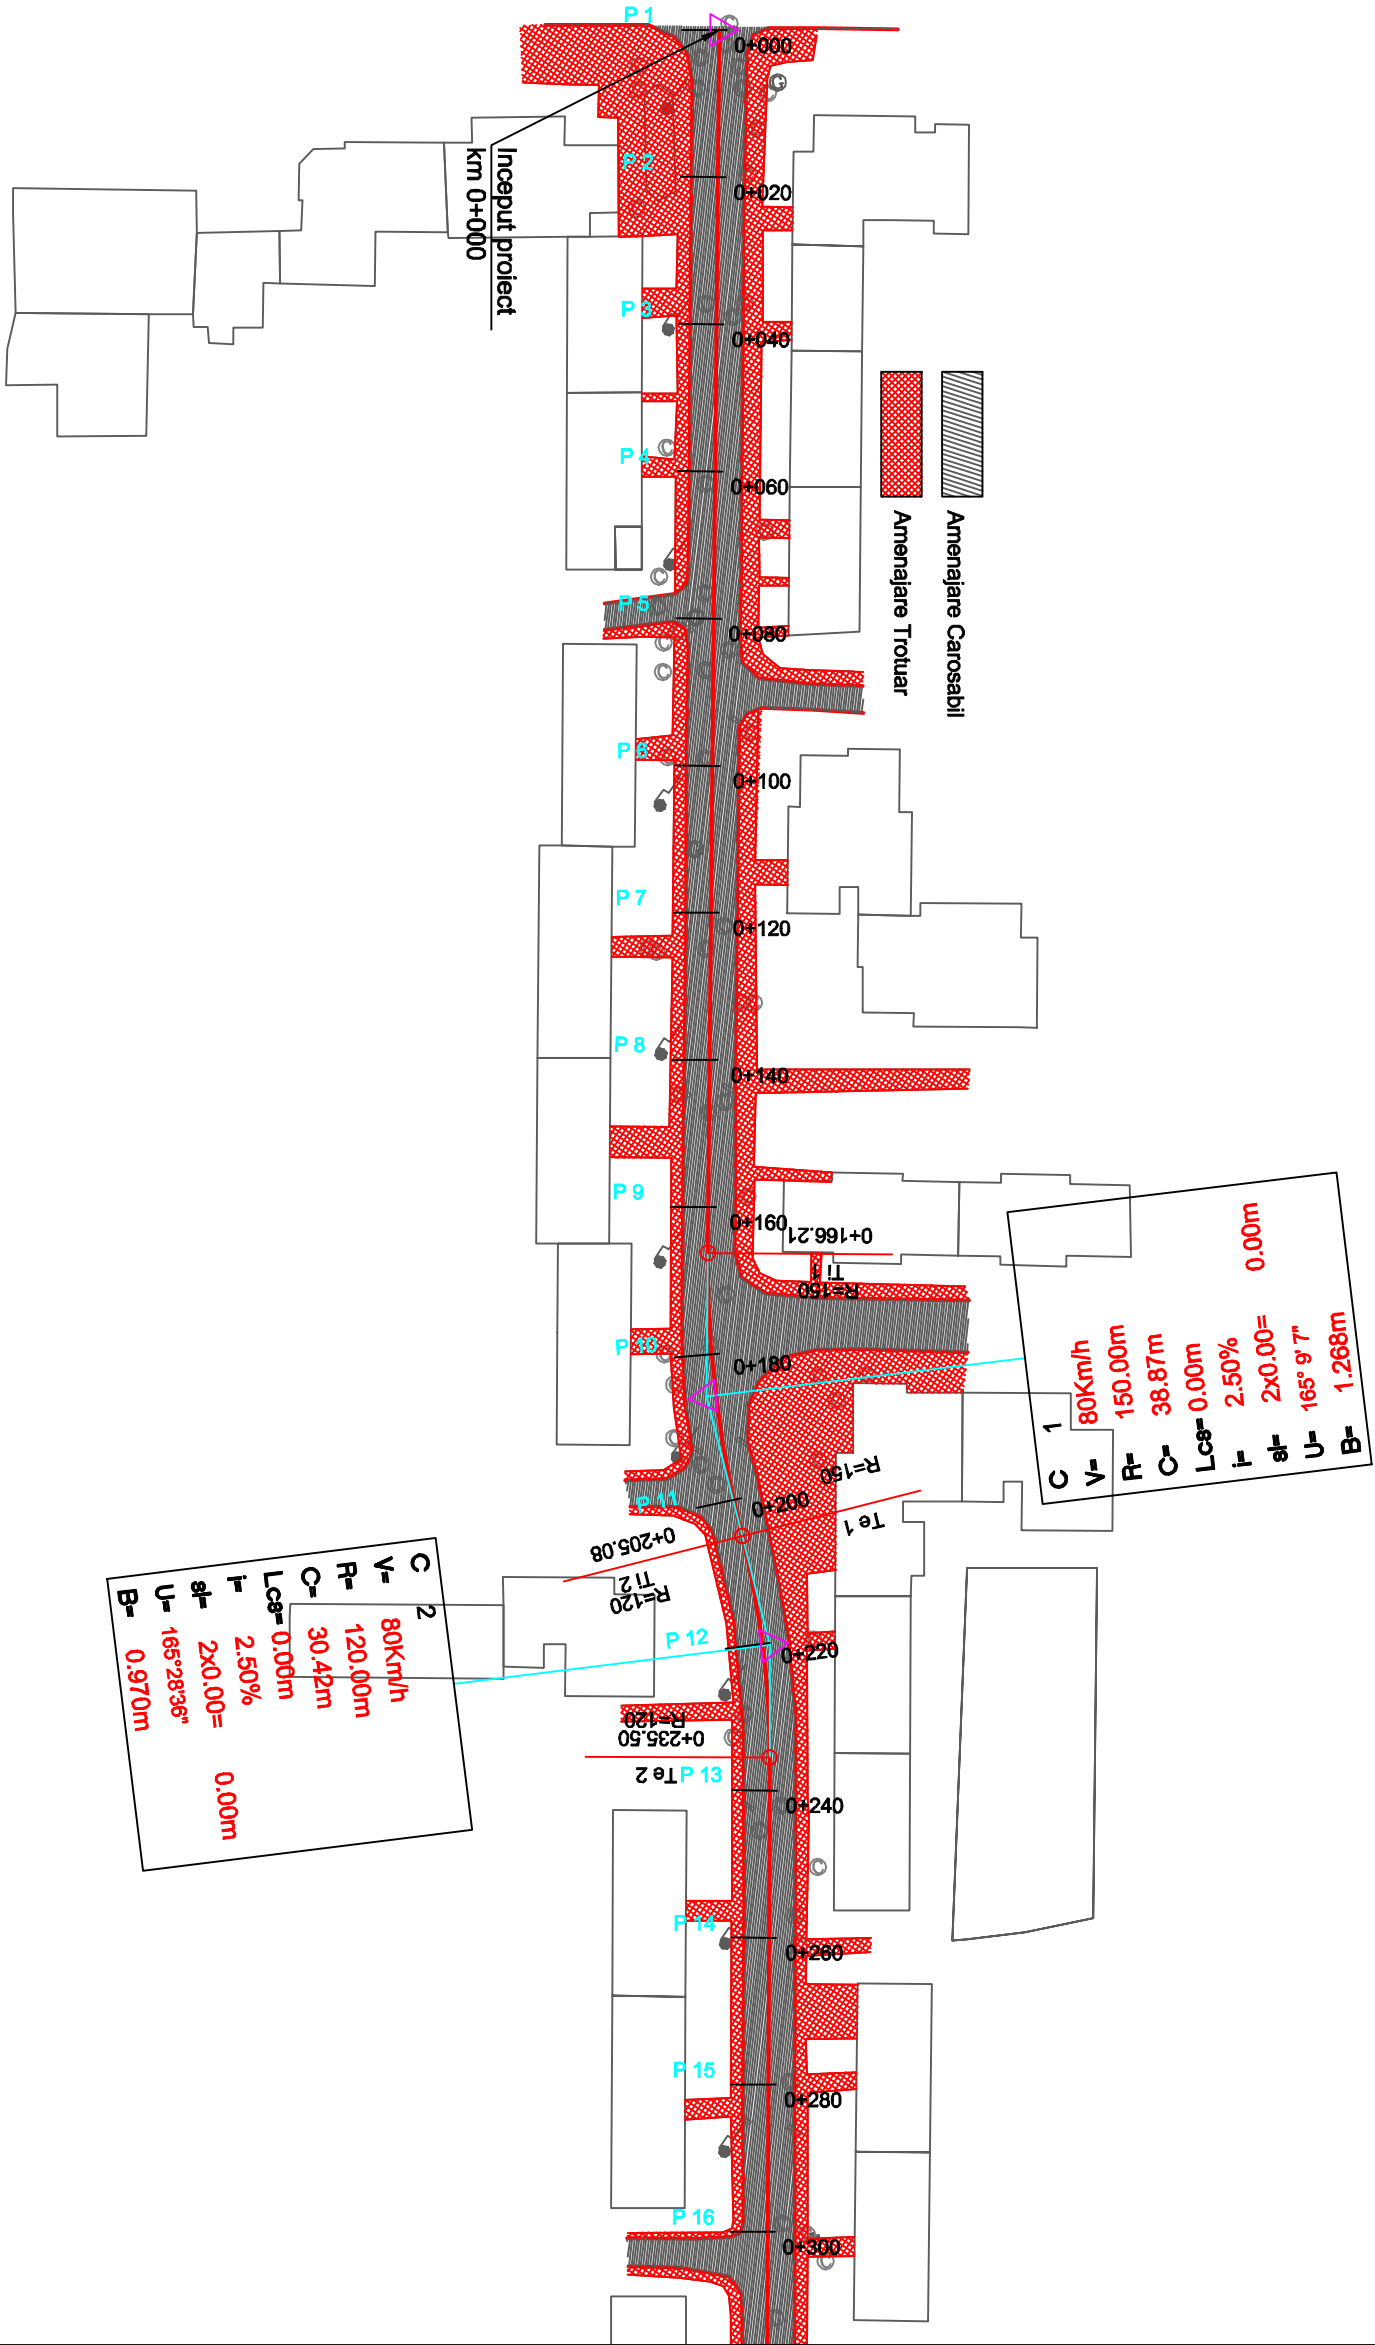 P 1
0+000
Inceput proiect
km 0+000
P 2
0+020
P 3
0+040
Amenajare Carosabil
Amenajare Trotuar
P 4
0+060
P 5
0+080
P 6
0+100
P 7
0+120
P 8
0+140
P 9
0+160
0+166.21
Ti 1
R=150
P 10
0+180
C 1
V= 80Km/h
R= 150.00m
C= 38.87m
Lcs= 0.00m
i= 2.50%
sl= 2x0.00= 0.00m
U= 165° 9' 7"
B= 1.268m
P 11
0+200
R=150
Te 1
0+205.08
Ti 2
R=120
C 2
V= 80Km/h
R= 120.00m
C= 30.42m
Lcs= 0.00m
i= 2.50%
sl= 2x0.00= 0.00m
U= 165°28'36"
B= 0.970m
P 12
0+220
R=120
0+235.50
Te 2
P 13
0+240
P 14
0+260
P 15
0+280
P 16
0+300